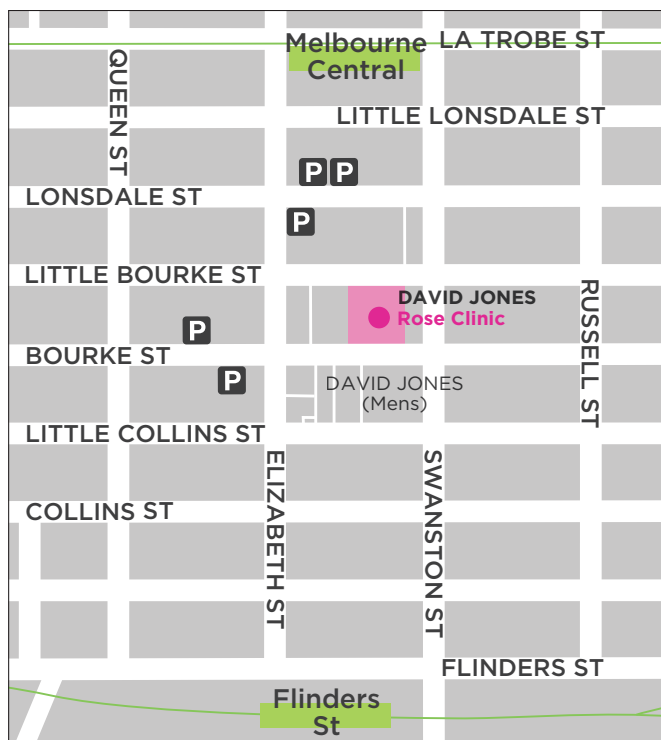 Melbourne
Central
LA TROBE ST
QUEEN ST
LITTLE LONSDALE ST
P P
LONSDALE ST
P
LITTLE BOURKE ST
DAVID JONES
Rose Clinic
RUSSELL ST
P
BOURKE ST
P
DAVID JONES
(Mens)
LITTLE COLLINS ST
ELIZABETH ST
SWANSTON ST
COLLINS ST
FLINDERS ST
Flinders
St